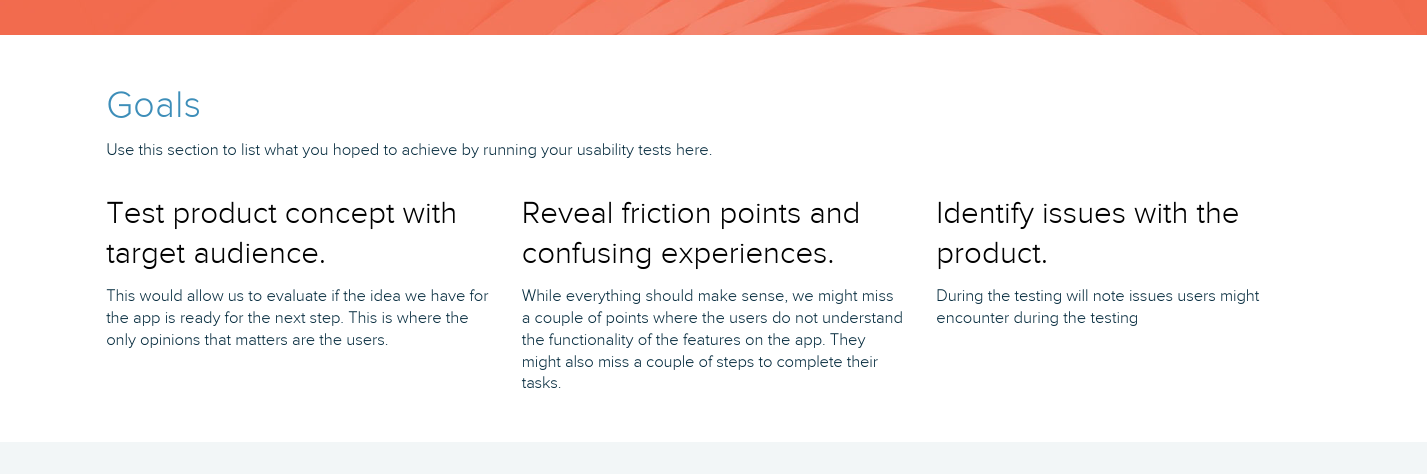 Goals
Use this section to list what you hoped to achieve by running your usability tests here.
Test product concept with
target audience.
This would allow us to evaluate if the idea we have for
the app is ready for the next step. This is where the
only opinions that matters are the users.
Reveal friction points and
confusing experiences.
While everything should make sense, we might miss
a couple of points where the users do not understand
the functionality of the features on the app. They
might also miss a couple of steps to complete their
tasks.
Identify issues with the
product.
During the testing will note issues users might
encounter during the testing